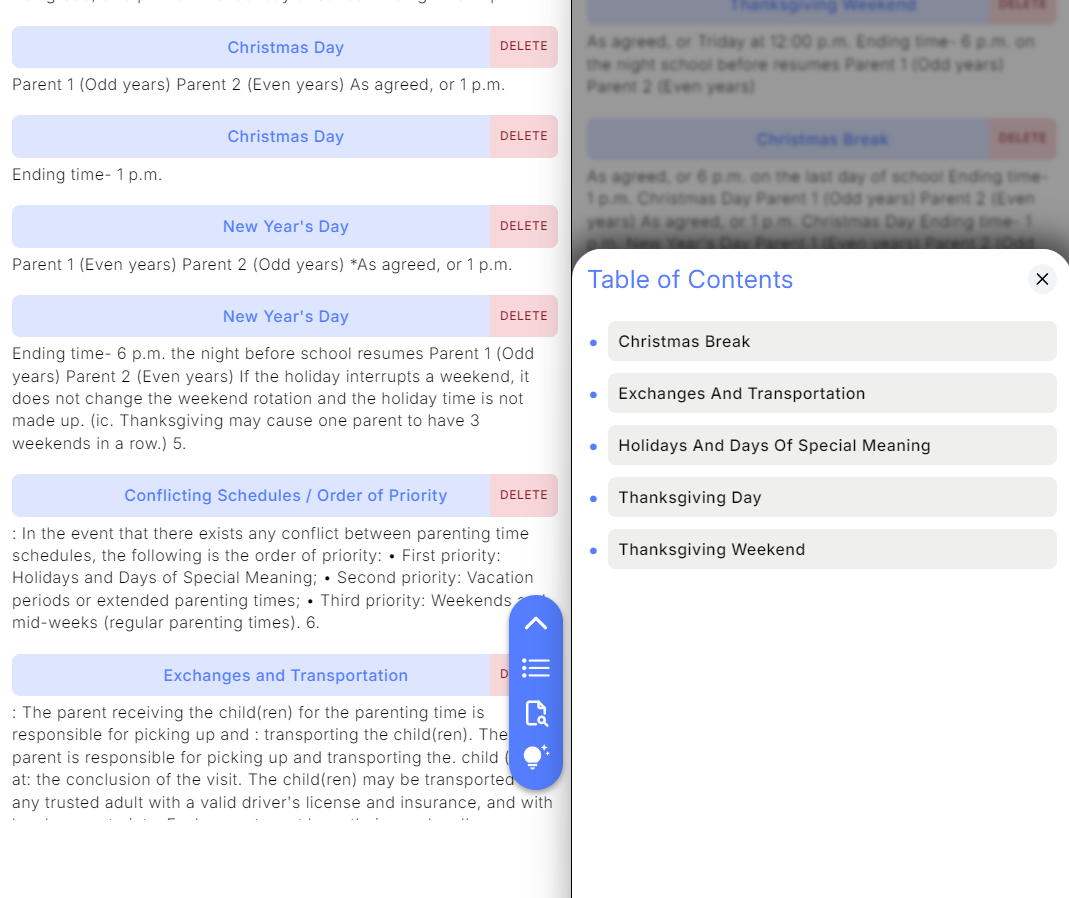 Christmas Day
DELETE
Parent 1 (Odd years) Parent 2 (Even years) As agreed, or 1 p.m.
Christmas Day
DELETE
Ending time- 1 p.m.
New Year's Day
DELETE
Parent 1 (Even years) Parent 2 (Odd years) *As agreed, or 1 p.m.
New Year's Day
DELETE
Ending time- 6 p.m. the night before school resumes Parent 1 (Odd
years) Parent 2 (Even years) If the holiday interrupts a weekend, it
does not change the weekend rotation and the holiday time is not
made up. (ic. Thanksgiving may cause one parent to have 3
weekends in a row.) 5.
Conflicting Schedules / Order of Priority
DELETE
: In the event that there exists any conflict between parenting time
schedules, the following is the order of priority: • First priority:
Holidays and Days of Special Meaning; • Second priority: Vacation
periods or extended parenting times; • Third priority: Weekends
mid-weeks (regular parenting times). 6.
Exchanges and Transportation
: The parent receiving the child(ren) for the parenting time is
responsible for picking up and : transporting the child(ren). The
parent is responsible for picking up and transporting the. child (
at: the conclusion of the visit. The child(ren) may be transported
any trusted adult with a valid driver's license and insurance, and with
Thanksgiving Weekend
DELETE
As agreed, or Triday at 12:00 p.m. Ending time- 6 p.m. on
the night school before resumes Parent 1 (Odd years)
Parent 2 (Even years)
Christmas Break
DELETE
As agreed, or 6 p.m. on the last day of school Ending time-
1 p.m. Christmas Day Parent 1 (Odd years) Parent 2 (Even
years) As agreed, or 1 p.m. Christmas Day Ending time- 1
p.m. New Year's Day Parent 1 (Even years) Parent 2 (Odd
Table of Contents
Christmas Break
Exchanges And Transportation
Holidays And Days Of Special Meaning
Thanksgiving Day
Thanksgiving Weekend